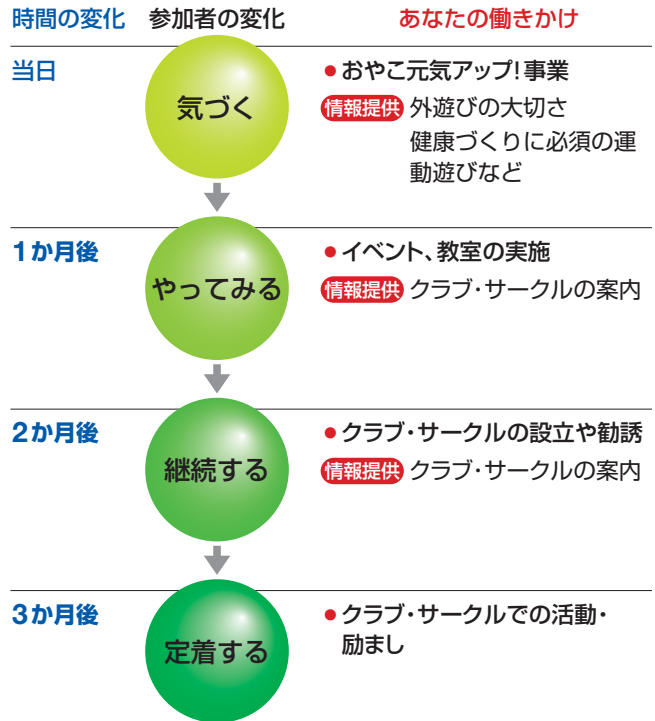 時間の変化 参加者の変化 あなたの働きかけ
当日
気づく
●おやこ元気アップ!事業
情報提供 外遊びの大切さ
健康づくりに必須の運
動遊びなど
1か月後
やってみる
●イベント、教室の実施
情報提供 クラブ・サークルの案内
2か月後
継続する
●クラブ・サークルの設立や勧誘
情報提供 クラブ・サークルの案内
3か月後
定着する
●クラブ・サークルでの活動・
励まし